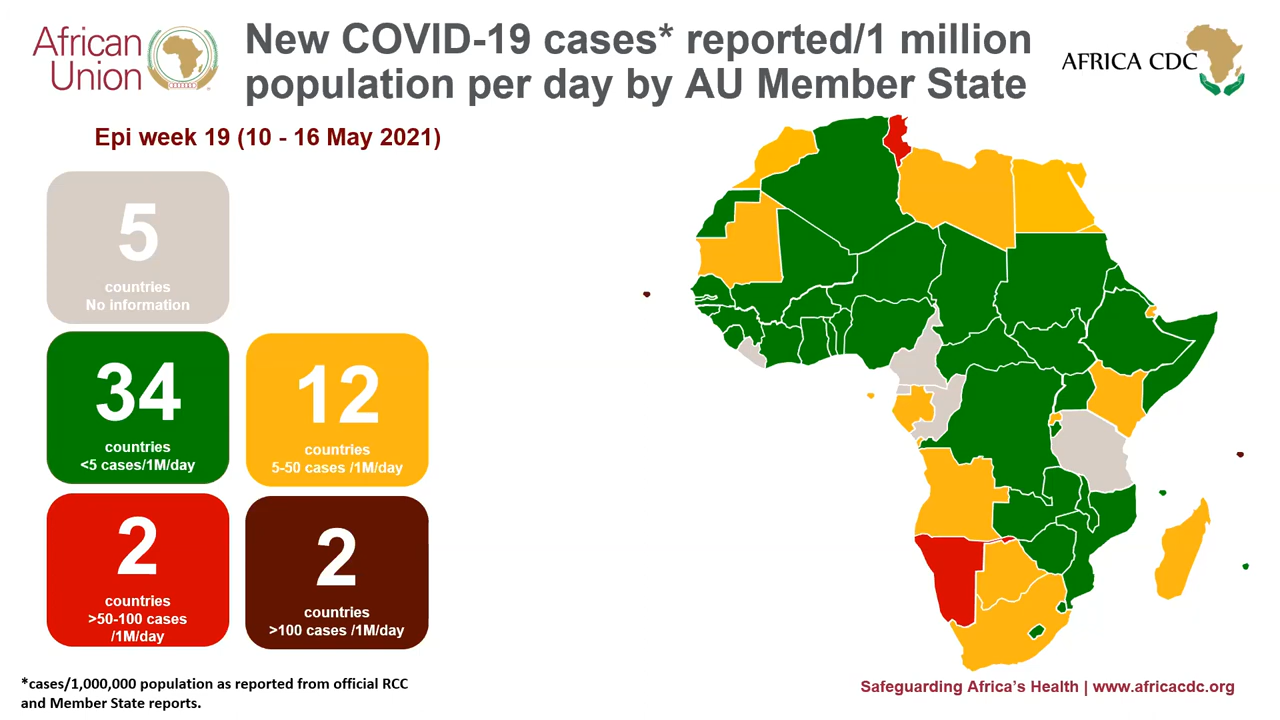 African
Union
New COVID-19 cases* reported/1 million
population per day by AU Member State
AFRICA CDC
Epi week 19 (10 - 16 May 2021)
5
countries
No information
34
countries
<5 cases/1M/day
12
countries
5-50 cases /1M/day
2
countries
>50-100 cases
/1M/day
2
countries
>100 cases /1M/day
*cases/1,000,000 population as reported from official RCC
and Member State reports.
Safeguarding Africa's Health | www.africacdc.org